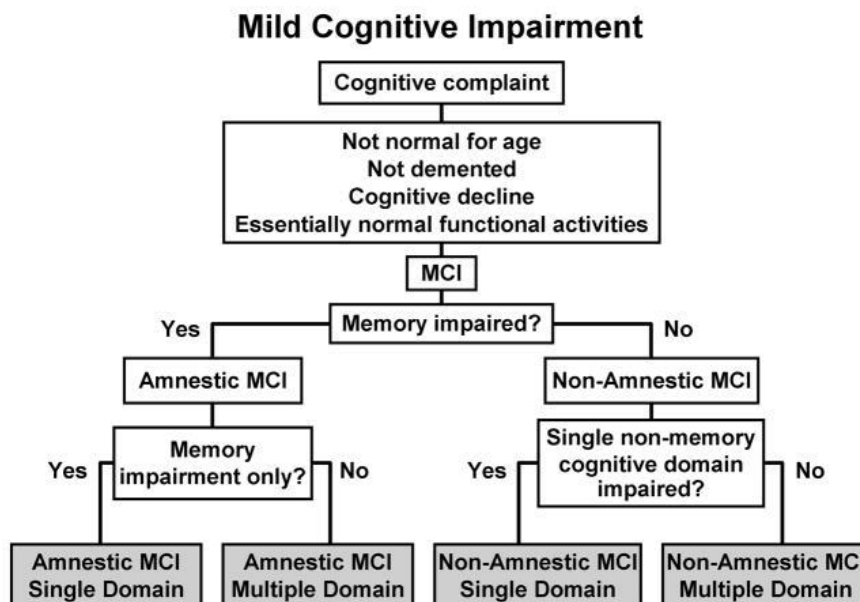 Mild Cognitive Impairment
Cognitive complaint
Not normal for age
Not demented
Cognitive decline
Essentially normal functional activities
MCI
Yes
Memory impaired?
No
Amnestic MCI
Non-Amnestic MCI
Yes
Memory
impairment only?
No
Yes
Single non-memory
cognitive domain
impaired?
No
Amnestic MCI
Single Domain
Amnestic MCI
Multiple Domain
Non-Amnestic MCI
Single Domain
Non-Amnestic MCI
Multiple Domain